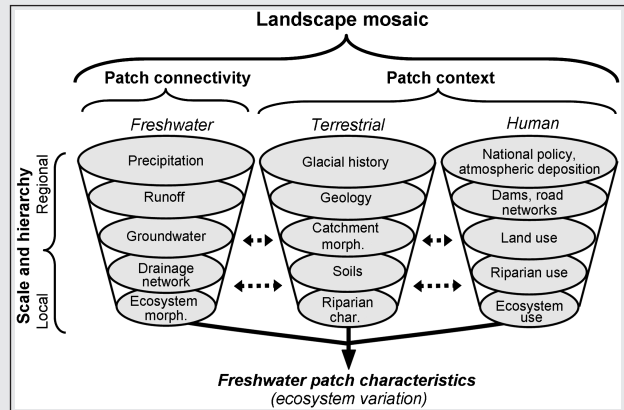 Landscape mosaic
Patch connectivity
Patch context
Freshwater
Terrestrial
Human
Scale and hierarchy
Regional
Local
Precipitation
Runoff
Groundwater
Drainage
network
Ecosystem
morph.
Glacial history
Geology
Catchment
morph.
Soils
Riparian
char.
National policy,
atmospheric deposition
Dams, road
networks
Land use
Riparian use
Ecosystem
use
Freshwater patch characteristics
(ecosystem variation)